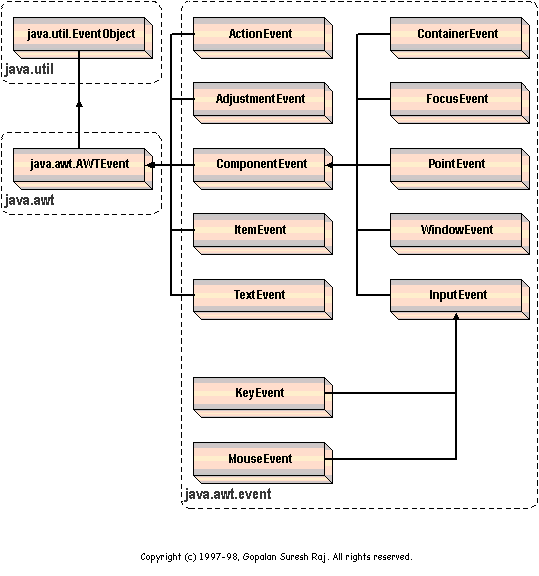 java.util.EventObject
java.util
java.awt.AWTEvent
java.awt
ActionEvent
ContainerEvent
AdjustmentEvent
FocusEvent
ComponentEvent
PointEvent
ItemEvent
WindowEvent
TextEvent
InputEvent
KeyEvent
MouseEvent
java.awt.event
Copyright (c) 1997-98, Gopalan Suresh Raj. All rights reserved.